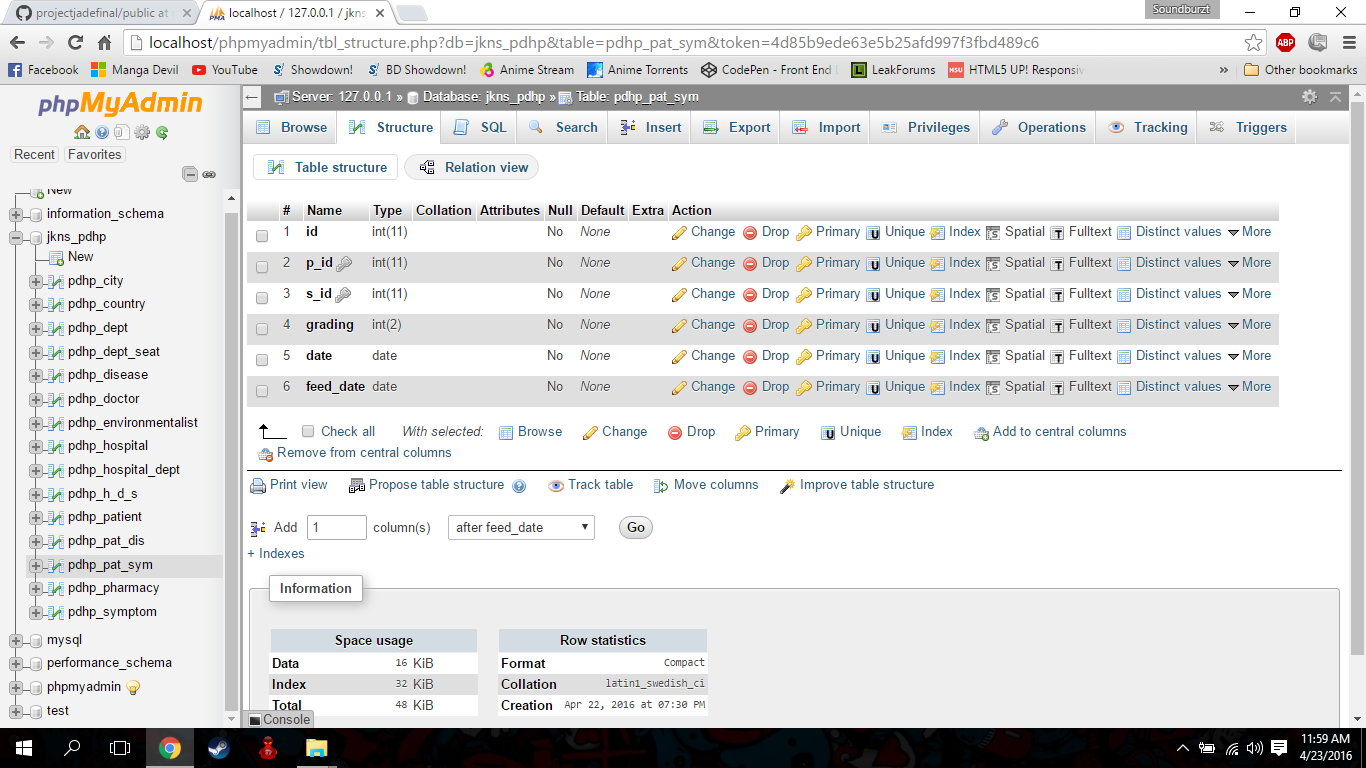 projectjadefinal/public at
localhost / 127.0.0.1 / jkns
Soundburzt
localhost/phpmyadmin/tbl_structure.php?db=jkns_pdhp&table=pdhp_pat_sym&token=4d85b9ede63e5b25afd997f3fbd489c6
ABP
Facebook Manga Devil YouTube Showdown! BD Showdown! Anime Stream Anime Torrents CodePen - Front End LeakForums HTML5 UP! Responsiv » Other bookmarks
phpMyAdmin
Recent Favorites
New
information_schema
jkns_pdhp
New
pdhp_city
pdhp_country
pdhp_dept
pdhp_dept_seat
pdhp_disease
pdhp_doctor
pdhp_environmentalist
pdhp_hospital
pdhp_hospital_dept
pdhp_h_d_s
pdhp_patient
pdhp_pat_dis
pdhp_pat_sym
pdhp_pharmacy
pdhp_symptom
mysql
performance_schema
phpmyadmin
test
Server: 127.0.0.1 » Database: jkns_pdhp » Table: pdhp_pat_sym
Browse Structure SQL Search Insert Export Import Privileges Operations Tracking Triggers
Table structure Relation view
# Name Type Collation Attributes Null Default Extra Action
1 id int(11) No None Change Drop Primary Unique Index Spatial Fulltext Distinct values More
2 p_id int(11) No None Change Drop Primary Unique Index Spatial Fulltext Distinct values More
3 s_id int(11) No None Change Drop Primary Unique Index Spatial Fulltext Distinct values More
4 grading int(2) No None Change Drop Primary Unique Index Spatial Fulltext Distinct values More
5 date date No None Change Drop Primary Unique Index Spatial Fulltext Distinct values More
6 feed_date date No None Change Drop Primary Unique Index Spatial Fulltext Distinct values More
Check all With selected: Browse Change Drop Primary Unique Index Add to central columns
Remove from central columns
Print view Propose table structure Track table Move columns Improve table structure
Add 1 column(s) after feed_date Go
+ Indexes
Information
Space usage
Data 16 KiB
Index 32 KiB
Total 48 KiB
Row statistics
Format Compact
Collation latin1_swedish_ci
Creation Apr 22, 2016 at 07:30 PM
Console
11:59 AM
4/23/2016